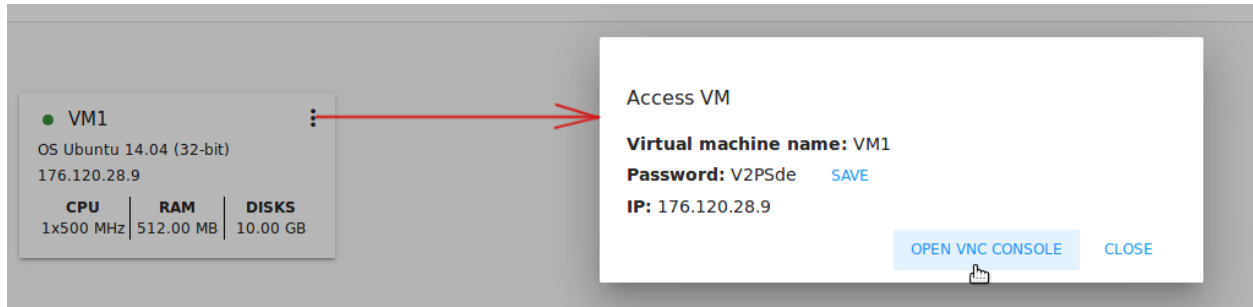 VM1
OS Ubuntu 14.04 (32-bit)
176.120.28.9
CPU RAM DISKS
1x500 MHz 512.00 MB 10.00 GB
Access VM
Virtual machine name: VM1
Password: V2PSde SAVE
IP: 176.120.28.9
OPEN VNC CONSOLE CLOSE